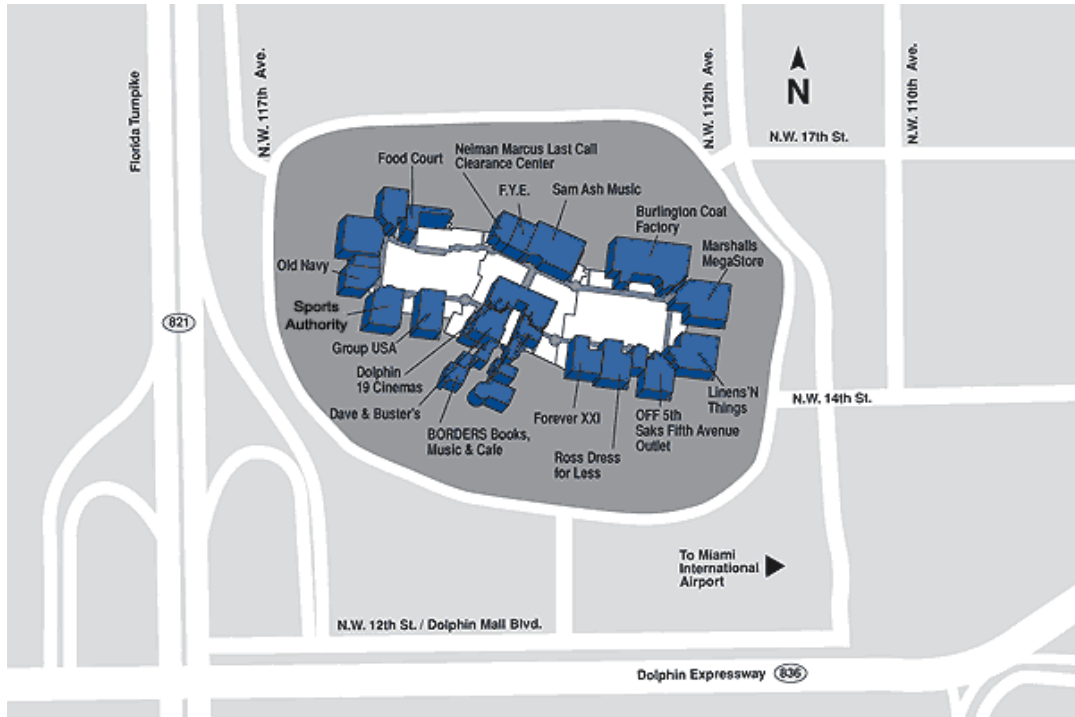 Florida Turnpike
N.W. 117th Ave.
N.W. 112th Ave.
N
N.W. 110th Ave.
N.W. 17th St.
Food Court
Neiman Marcus Last Call
Clearance Center
F.Y.E.
Sam Ash Music
Burlington Coat
Factory
Marshalls
MegaStore
Old Navy
Sports
Authority
821
Group USA
Dolphin
19 Cinemas
Dave & Buster's
BORDERS Books,
Music & Cafe
Forever XXI
Ross Dress
for Less
OFF 5th
Saks Fifth Avenue
Outlet
Linens'N
Things
N.W. 14th St.
To Miami
International
Airport
N.W. 12th St. / Dolphin Mall Blvd.
Dolphin Expressway 836